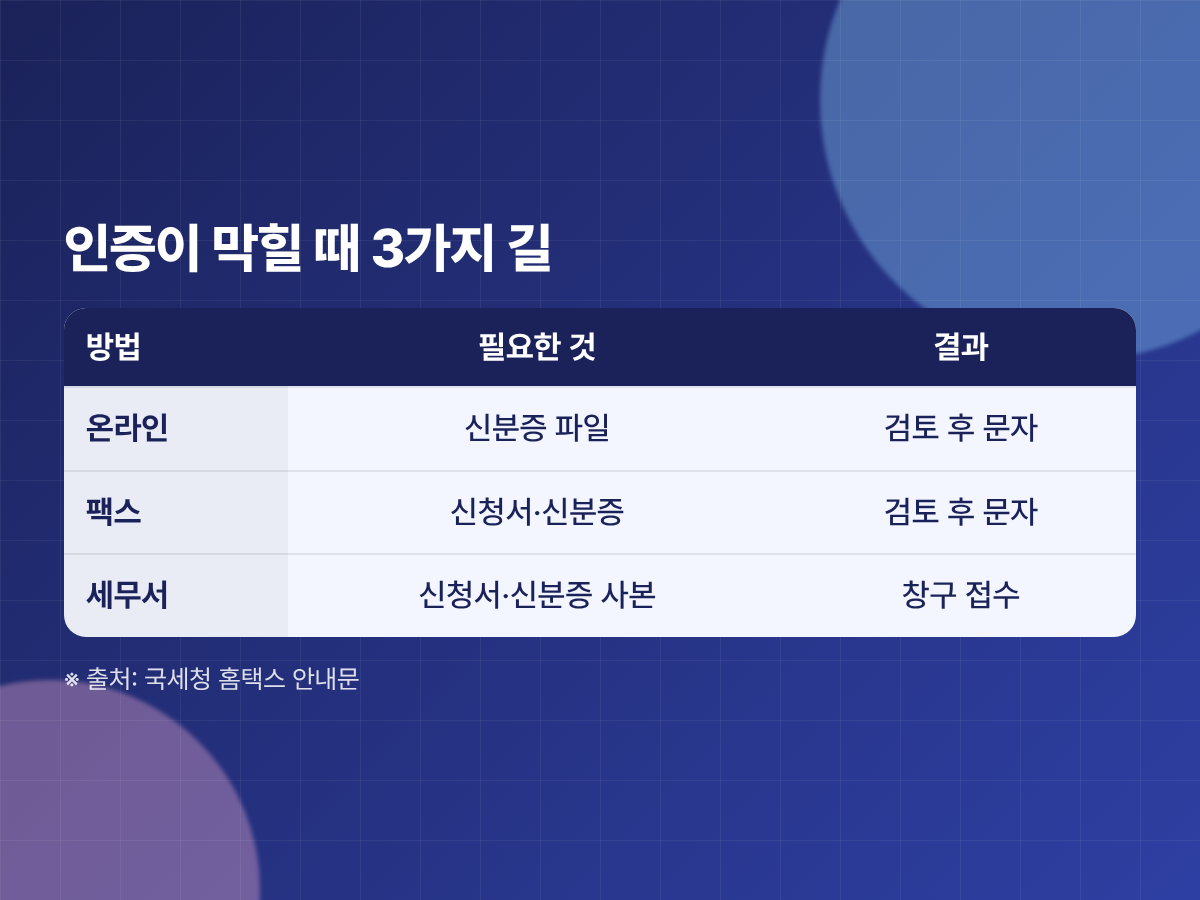 인증이 막힐 때 3가지 길
방법 필요한 것 결과
온라인 신분증 파일 검토 후 문자
팩스 신청서·신분증 검토 후 문자
세무서 신청서·신분증 사본 창구 접수
※ 출처: 국세청 홈택스 안내문